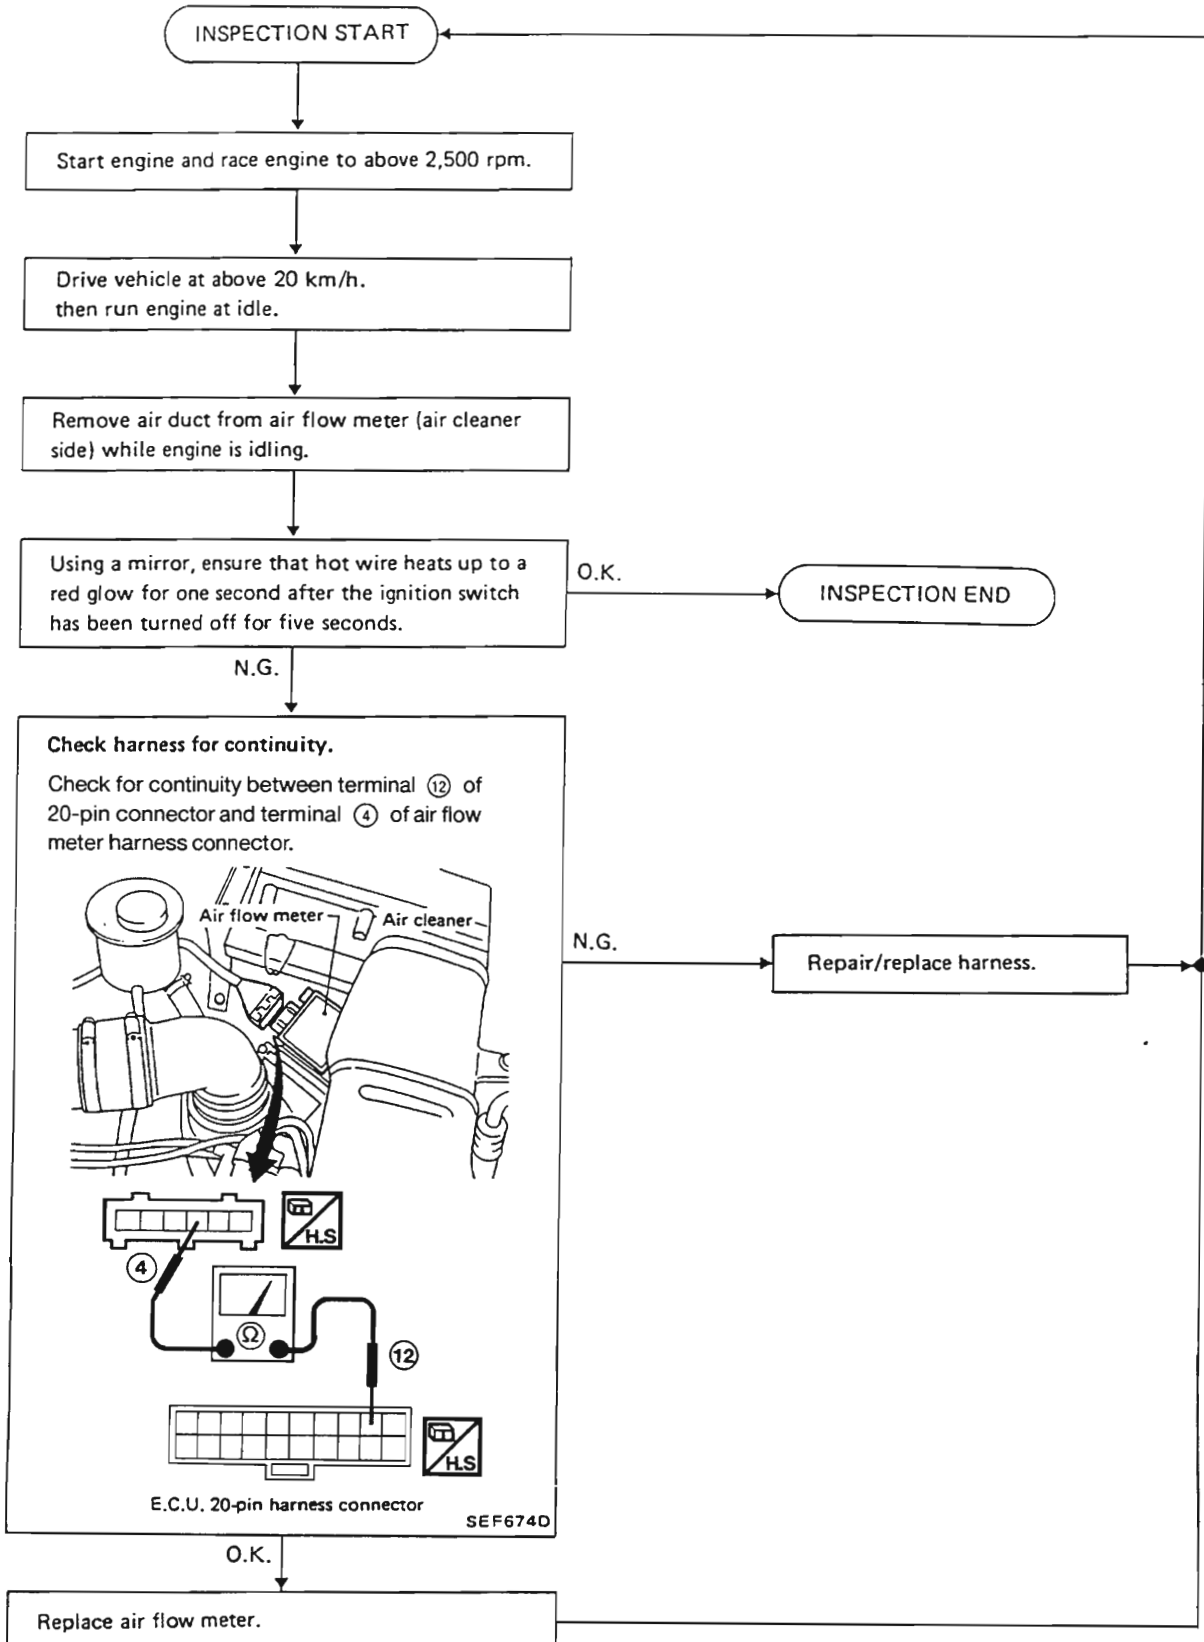 INSPECTION START
Start engine and race engine to above 2,500 rpm.
Drive vehicle at above 20 km/h.
then run engine at idle.
Remove air duct from air flow meter (air cleaner
side) while engine is idling.
Using a mirror, ensure that hot wire heats up to a
red glow for one second after the ignition switch
has been turned off for five seconds.
O.K.
INSPECTION END
N.G.
Check harness for continuity.
Check for continuity between terminal ⑫ of
20-pin connector and terminal ④ of air flow
meter harness connector.
Air flow meter
Air cleaner
N.G.
Repair/replace harness.
H.S
4
Ω
12
H.S
E.C.U. 20-pin harness connector
SEF674D
O.K.
Replace air flow meter.